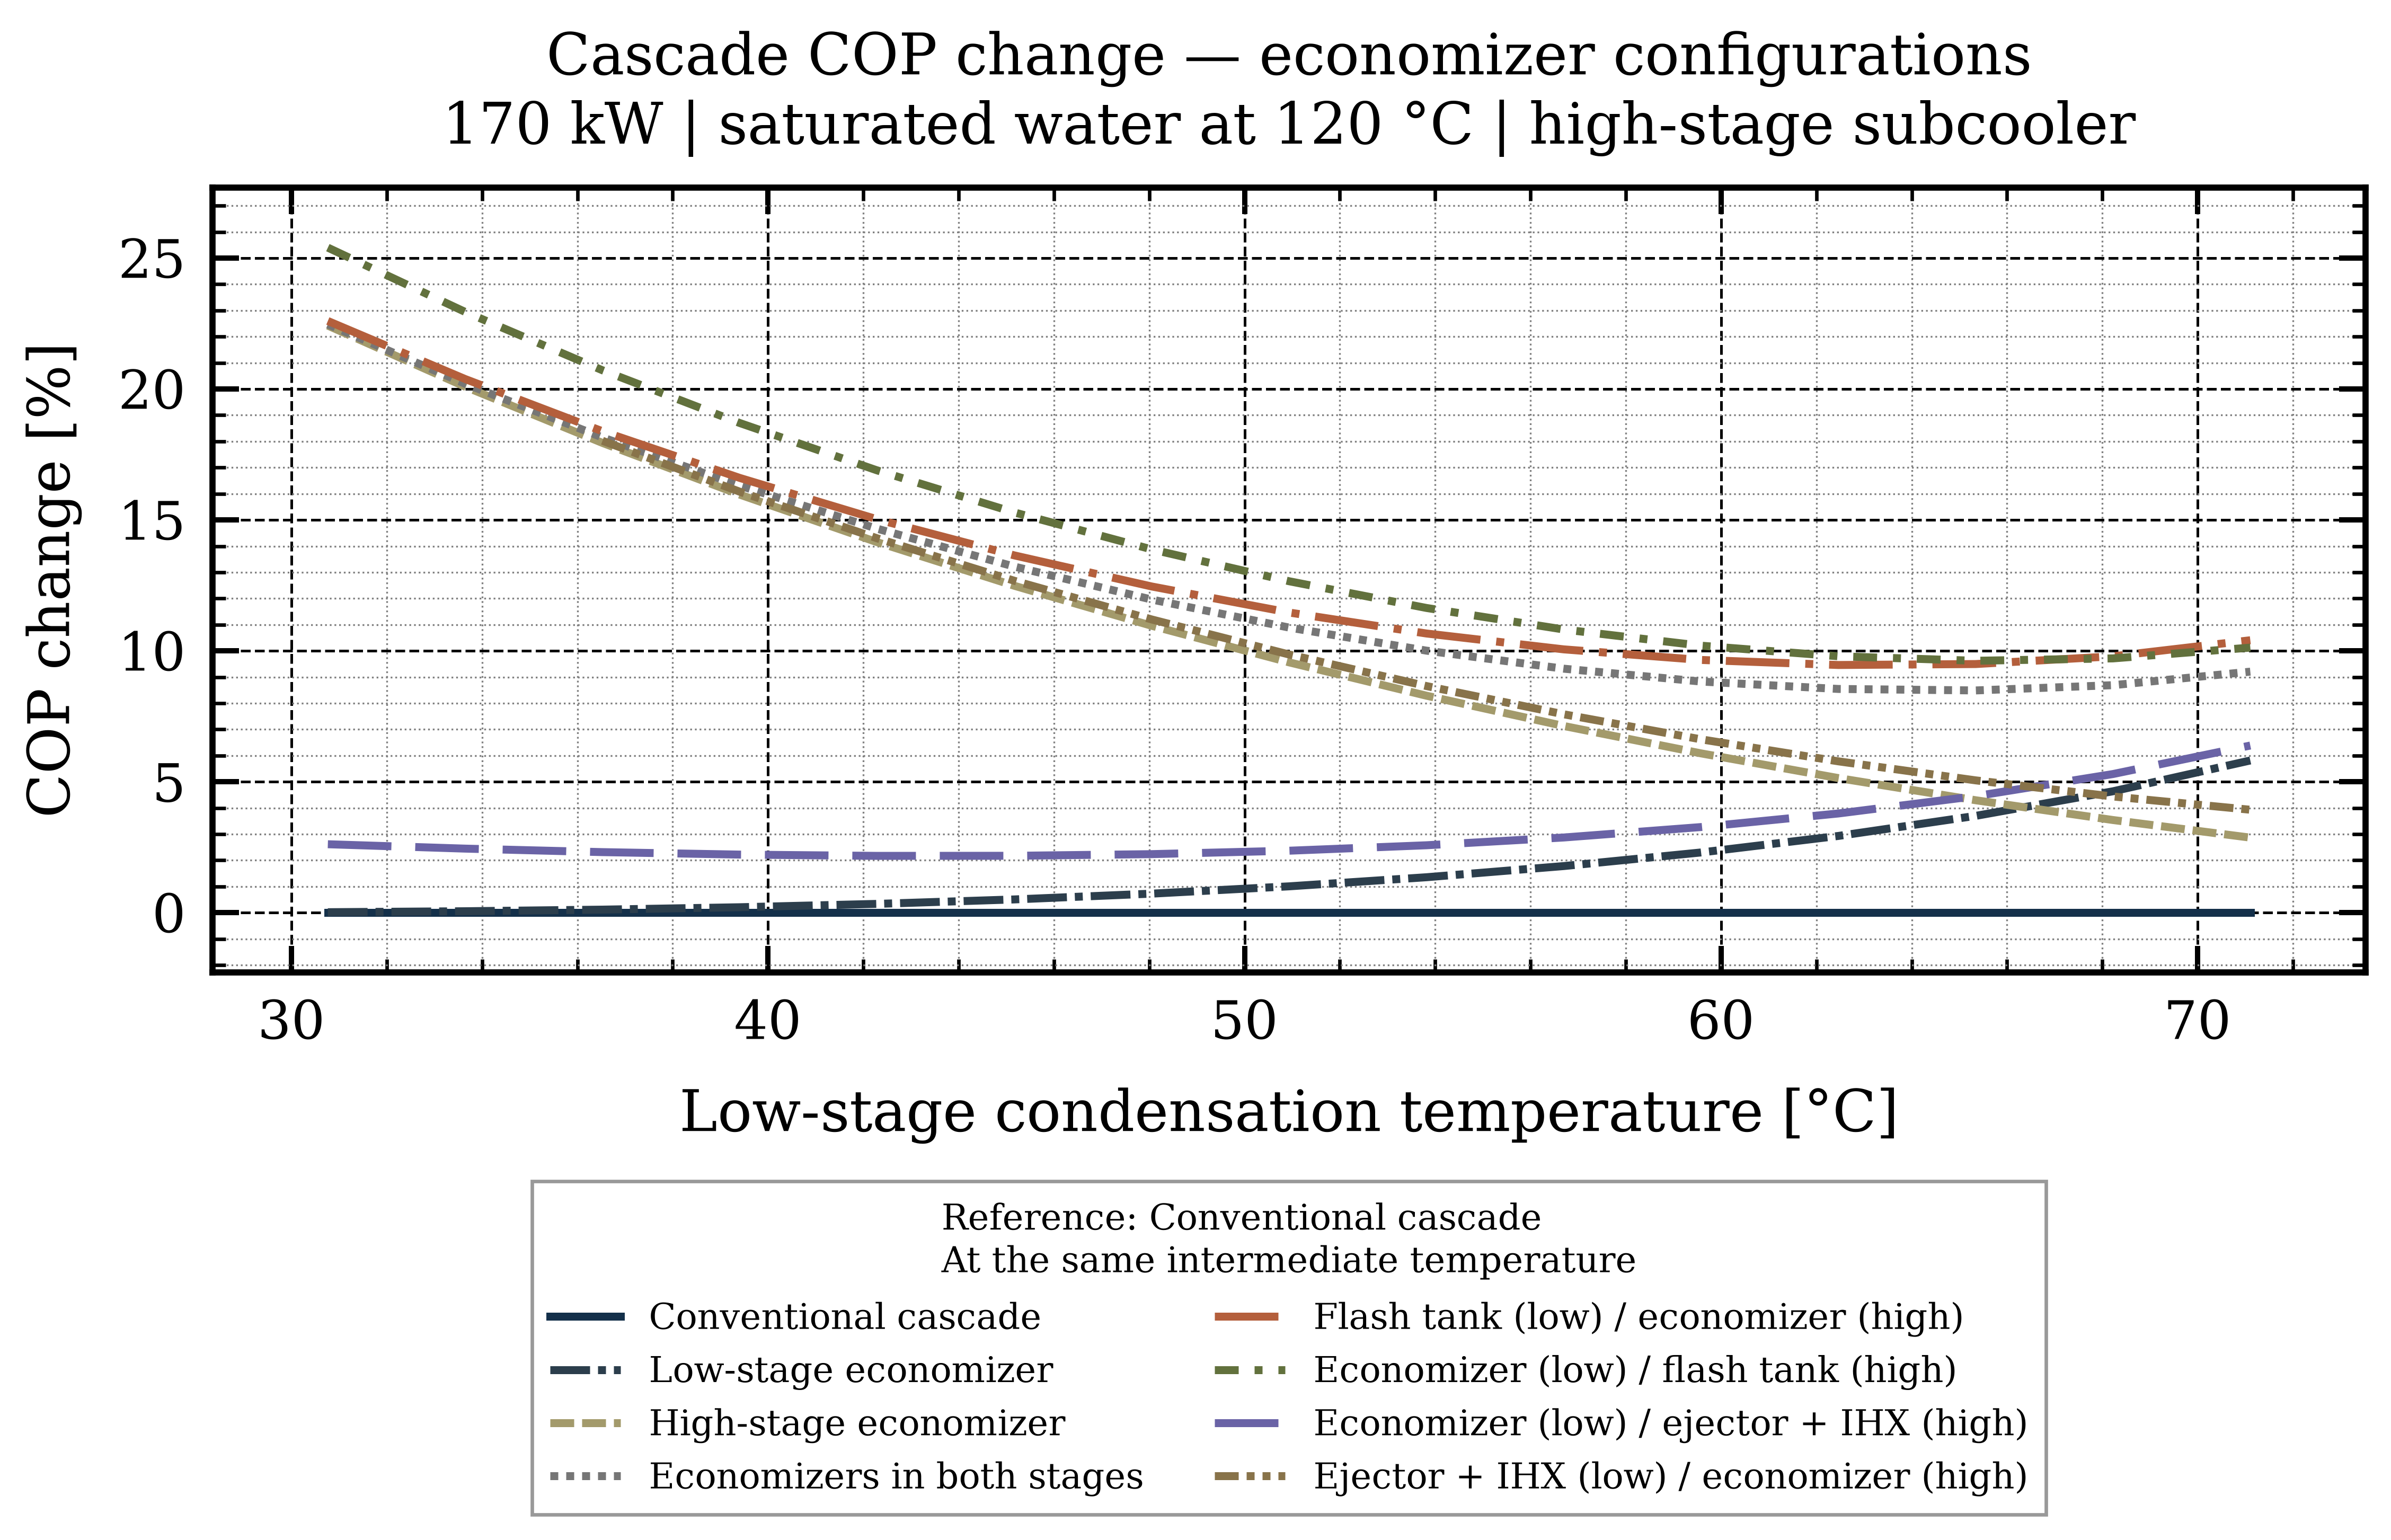 Cascade COP change — economizer configurations
170 kW | saturated water at 120 °C | high-stage subcooler
COP change [%]
25
20
15
10
5
0
30 40 50 60 70
Low-stage condensation temperature [°C]
Reference: Conventional cascade
At the same intermediate temperature
Conventional cascade
Low-stage economizer
High-stage economizer
Economizers in both stages
Flash tank (low) / economizer (high)
Economizer (low) / flash tank (high)
Economizer (low) / ejector + IHX (high)
Ejector + IHX (low) / economizer (high)